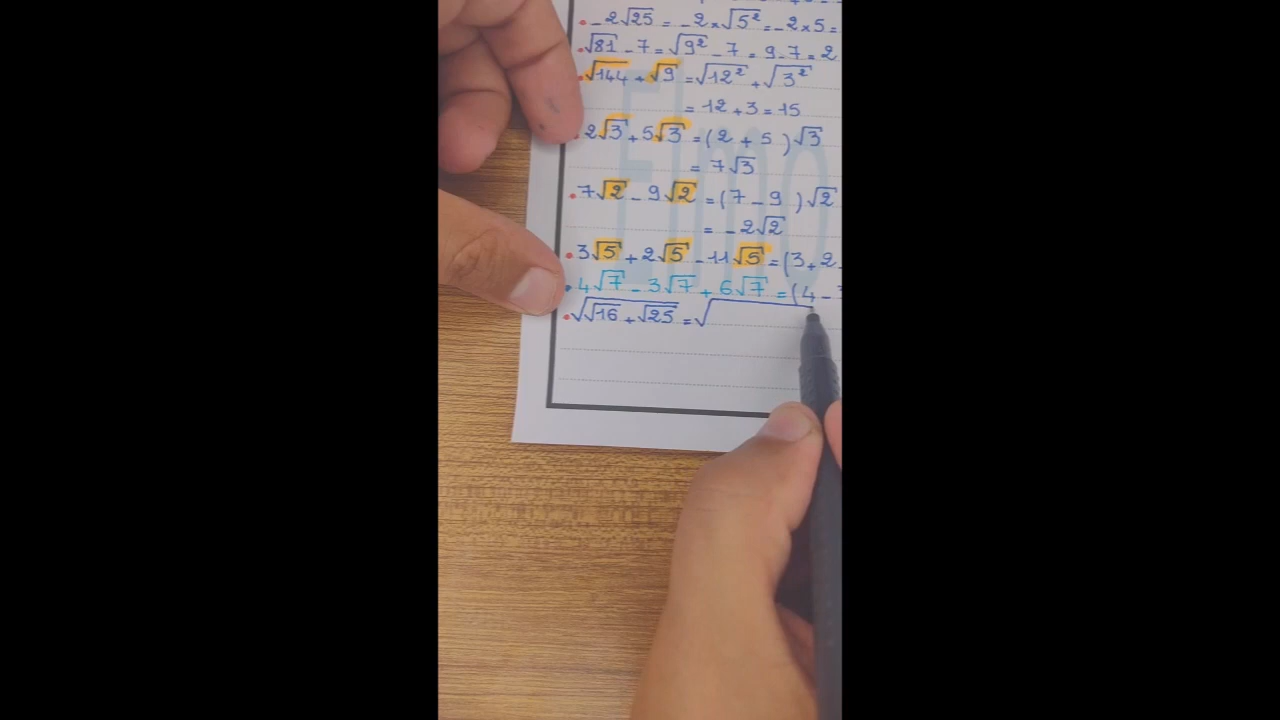 . -2√25 = -2×√5² = -2×5 =
. √81 - 7 = √9² - 7 = 9-7 = 2
. √144 + √9 = √12² + √3²
= 12+3 = 15
2√3 + 5√3 = (2 + 5 )√3
= 7√3
. 7√2 - 9√2 = (7 - 9 )√2
= -2√2
. 3√5 + 2√5 - 11√5 = (3+2
. 4√7 - 3√7 + 6√7 = (4-
. √(√16 + √25) = √